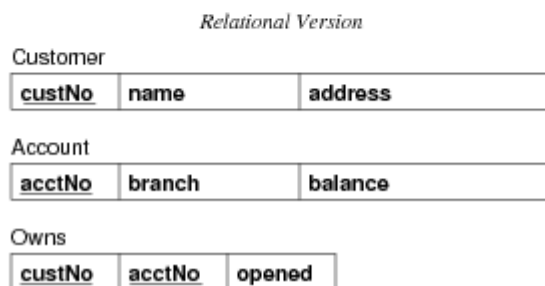 Relational Version
Customer
custNo name address
Account
acctNo branch balance
Owns
custNo acctNo opened